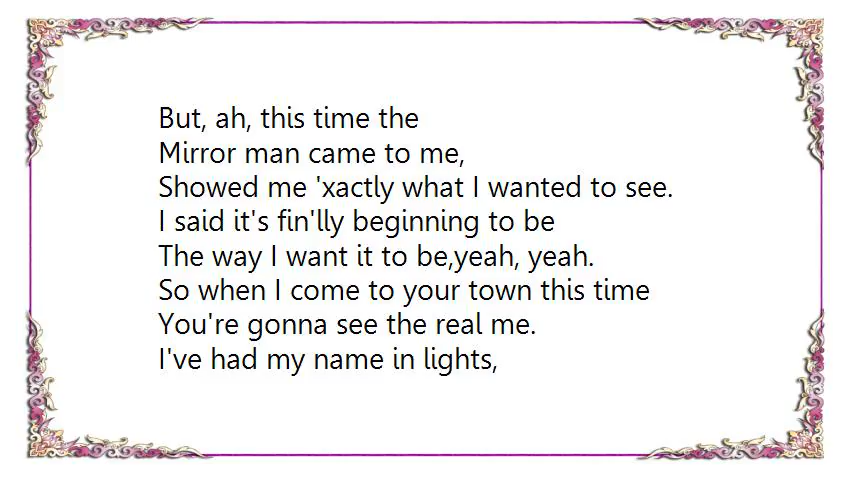 But, ah, this time the
Mirror man came to me,
Showed me 'xactly what I wanted to see.
I said it's fin'lly beginning to be
The way I want it to be,yeah, yeah.
So when I come to your town this time
You're gonna see the real me.
I've had my name in lights,